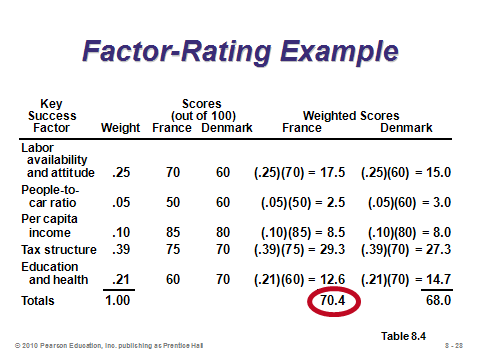 Factor-Rating Example
Key Scores
Success (out of 100) Weighted Scores
Factor Weight France Denmark France Denmark
Labor
availability
and attitude .25 70 60 (.25)(70) = 17.5 (.25)(60) = 15.0
People-to-
car ratio .05 50 60 (.05)(50) = 2.5 (.05)(60) = 3.0
Per capita
income .10 85 80 (.10)(85) = 8.5 (.10)(80) = 8.0
Tax structure .39 75 70 (.39)(75) = 29.3 (.39)(70) = 27.3
Education
and health .21 60 70 (.21)(60) = 12.6 (.21)(70) = 14.7
Totals 1.00 70.4 68.0
Table 8.4
© 2010 Pearson Education, Inc. publishing as Prentice Hall 8 - 28